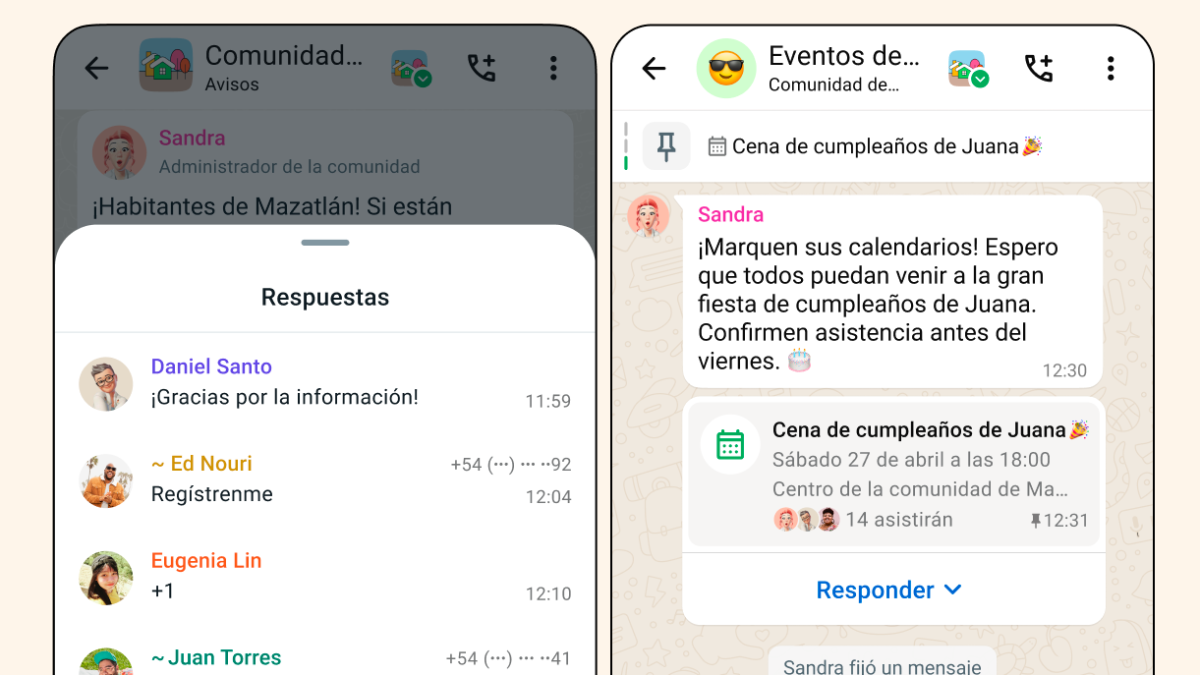 Comunidad...
Avisos
Sandra
Administrador de la comunidad
¡Habitantes de Mazatlán! Si están
Respuestas
Daniel Santo
¡Gracias por la información!
11:59
~ Ed Nouri
+54 (···) ··· ··92
Regístrenme
12:04
Eugenia Lin
+1
12:10
~ Juan Torres
+54 (···) ··· ··41
Eventos de...
Comunidad de...
Cena de cumpleaños de Juana🎉
Sandra
¡Marquen sus calendarios! Espero
que todos puedan venir a la gran
fiesta de cumpleaños de Juana.
Confirmen asistencia antes del
viernes. 🎂
12:30
Cena de cumpleaños de Juana🎉
Sábado 27 de abril a las 18:00
Centro de la comunidad de Ma...
14 asistirán
12:31
Responder
Sandra fijó un mensaje